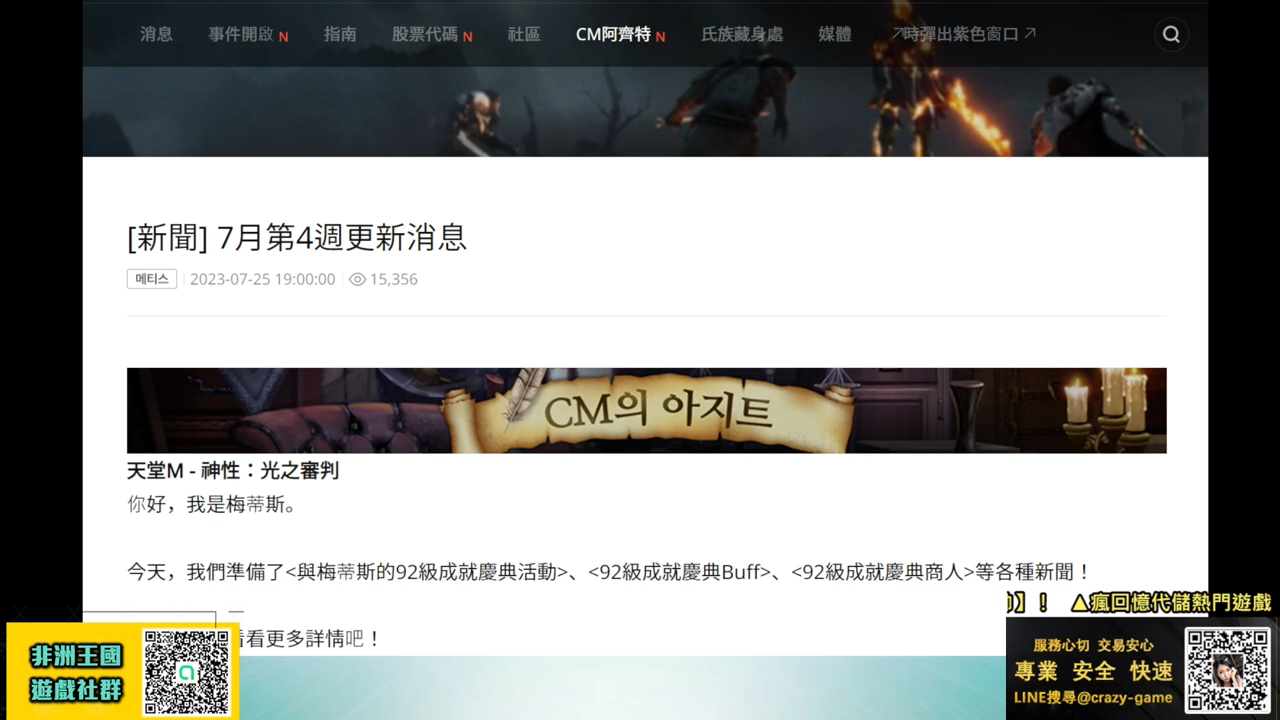 消息 事件開啟 N 指南 股票代碼 N 社區 CM阿齊特 N 氏族藏身處 媒體 時彈出紫色窗口
[新聞] 7月第4週更新消息
메티스 2023-07-25 19:00:00 15,356
CM의 아지트
天堂M - 神性：光之審判
你好，我是梅蒂斯。
今天，我們準備了<與梅蒂斯的92級成就慶典活動>、<92級成就慶典Buff>、<92級成就慶典商人>等各種新聞！
看看更多詳情吧！
非洲王國
遊戲社群
】！ ▲瘋回憶代儲熱門遊戲
服務心切 交易安心
專業 安全 快速
LINE搜尋@crazy-game